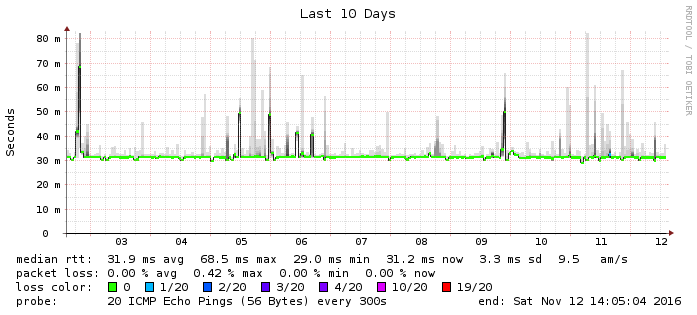 Last 10 Days
RRDTOOL / TOBI OETIKER
Seconds
80 m
70 m
60 m
50 m
40 m
30 m
20 m
10 m
0
03 04 05 06 07 08 09 10 11 12
median rtt: 31.9 ms avg 68.5 ms max 29.0 ms min 31.2 ms now 3.3 ms sd 9.5 am/s
packet loss: 0.00 % avg 0.42 % max 0.00 % min 0.00 % now
loss color: 0 1/20 2/20 3/20 4/20 10/20 19/20
probe: 20 ICMP Echo Pings (56 Bytes) every 300s end: Sat Nov 12 14:05:04 2016